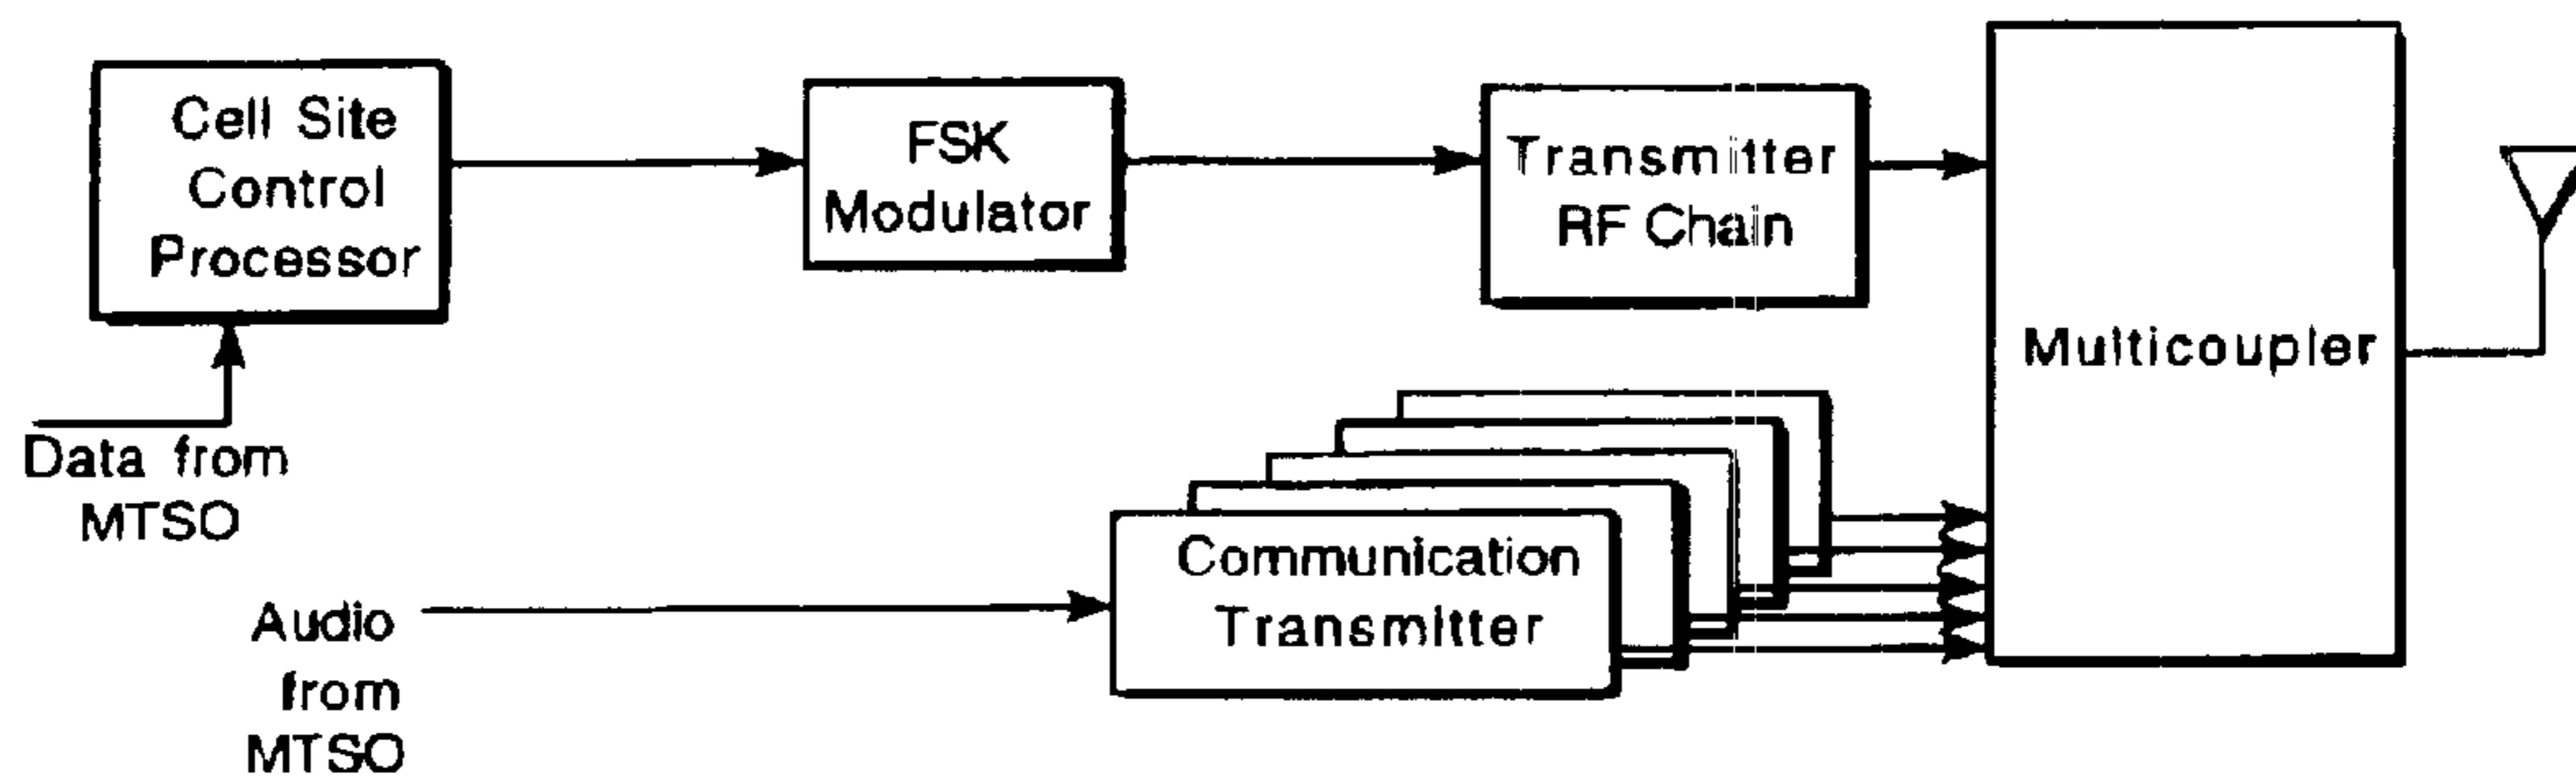 Cell Site
Control
Processor
FSK
Modulator
Transmitter
RF Chain
Multicoupler
Data from
MTSO
Communication
Transmitter
Audio
from
MTSO